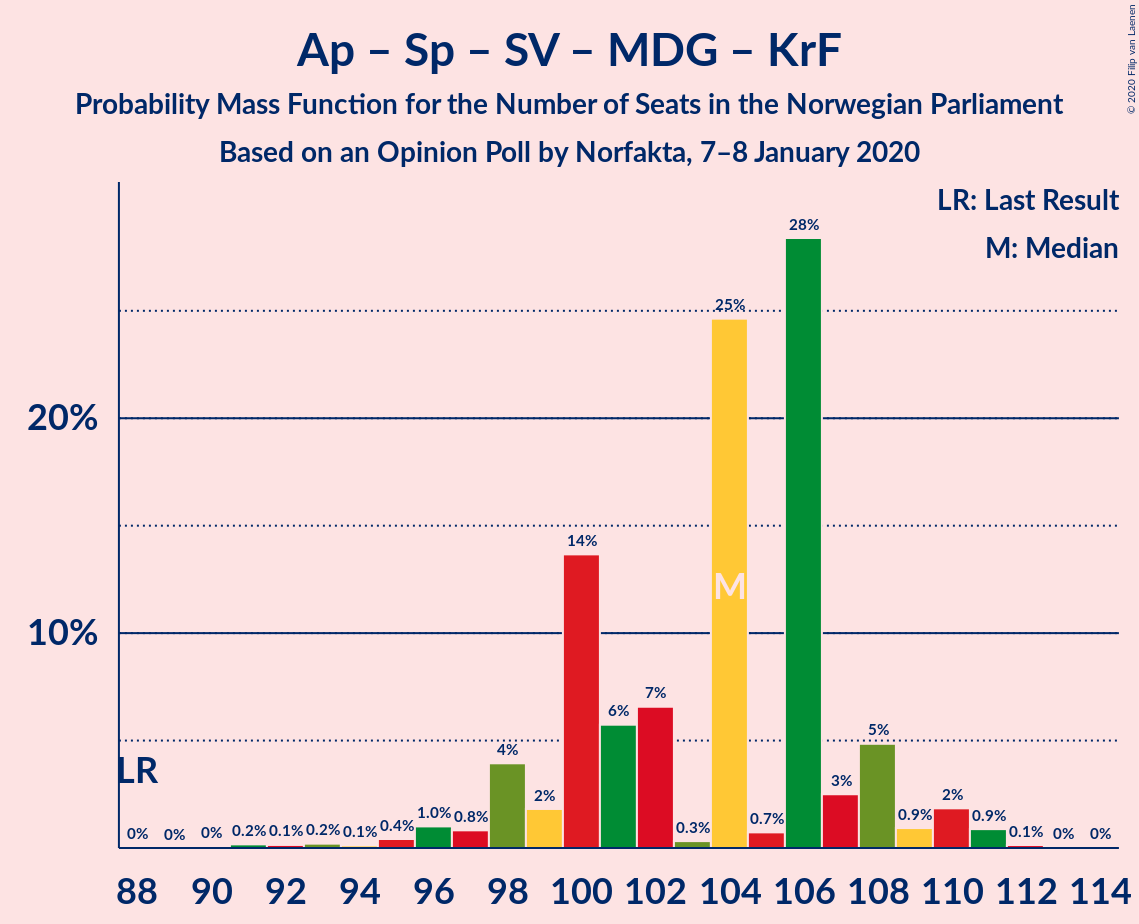 Ap – Sp – SV – MDG – KrF
Probability Mass Function for the Number of Seats in the Norwegian Parliament
Based on an Opinion Poll by Norfakta, 7–8 January 2020
© 2020 Filip van Laenen
LR: Last Result
M: Median
20%
10%
LR
M
0% 0% 0% 0.2% 0.1% 0.2% 0.1% 0.4% 1.0% 0.8% 4% 2% 14% 6% 7% 0.3% 25% 0.7% 28% 3% 5% 0.9% 2% 0.9% 0.1% 0% 0%
88 90 92 94 96 98 100 102 104 106 108 110 112 114